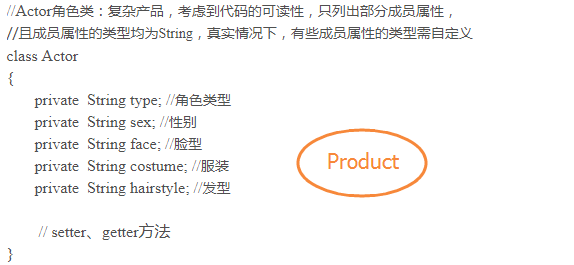 //Actor角色类：复杂产品，考虑到代码的可读性，只列出部分成员属性，
//且成员属性的类型均为String，真实情况下，有些成员属性的类型需自定义
class Actor
{
private String type; //角色类型
private String sex; //性别
private String face; //脸型
private String costume; //服装
private String hairstyle; //发型
Product
// setter、getter方法
}